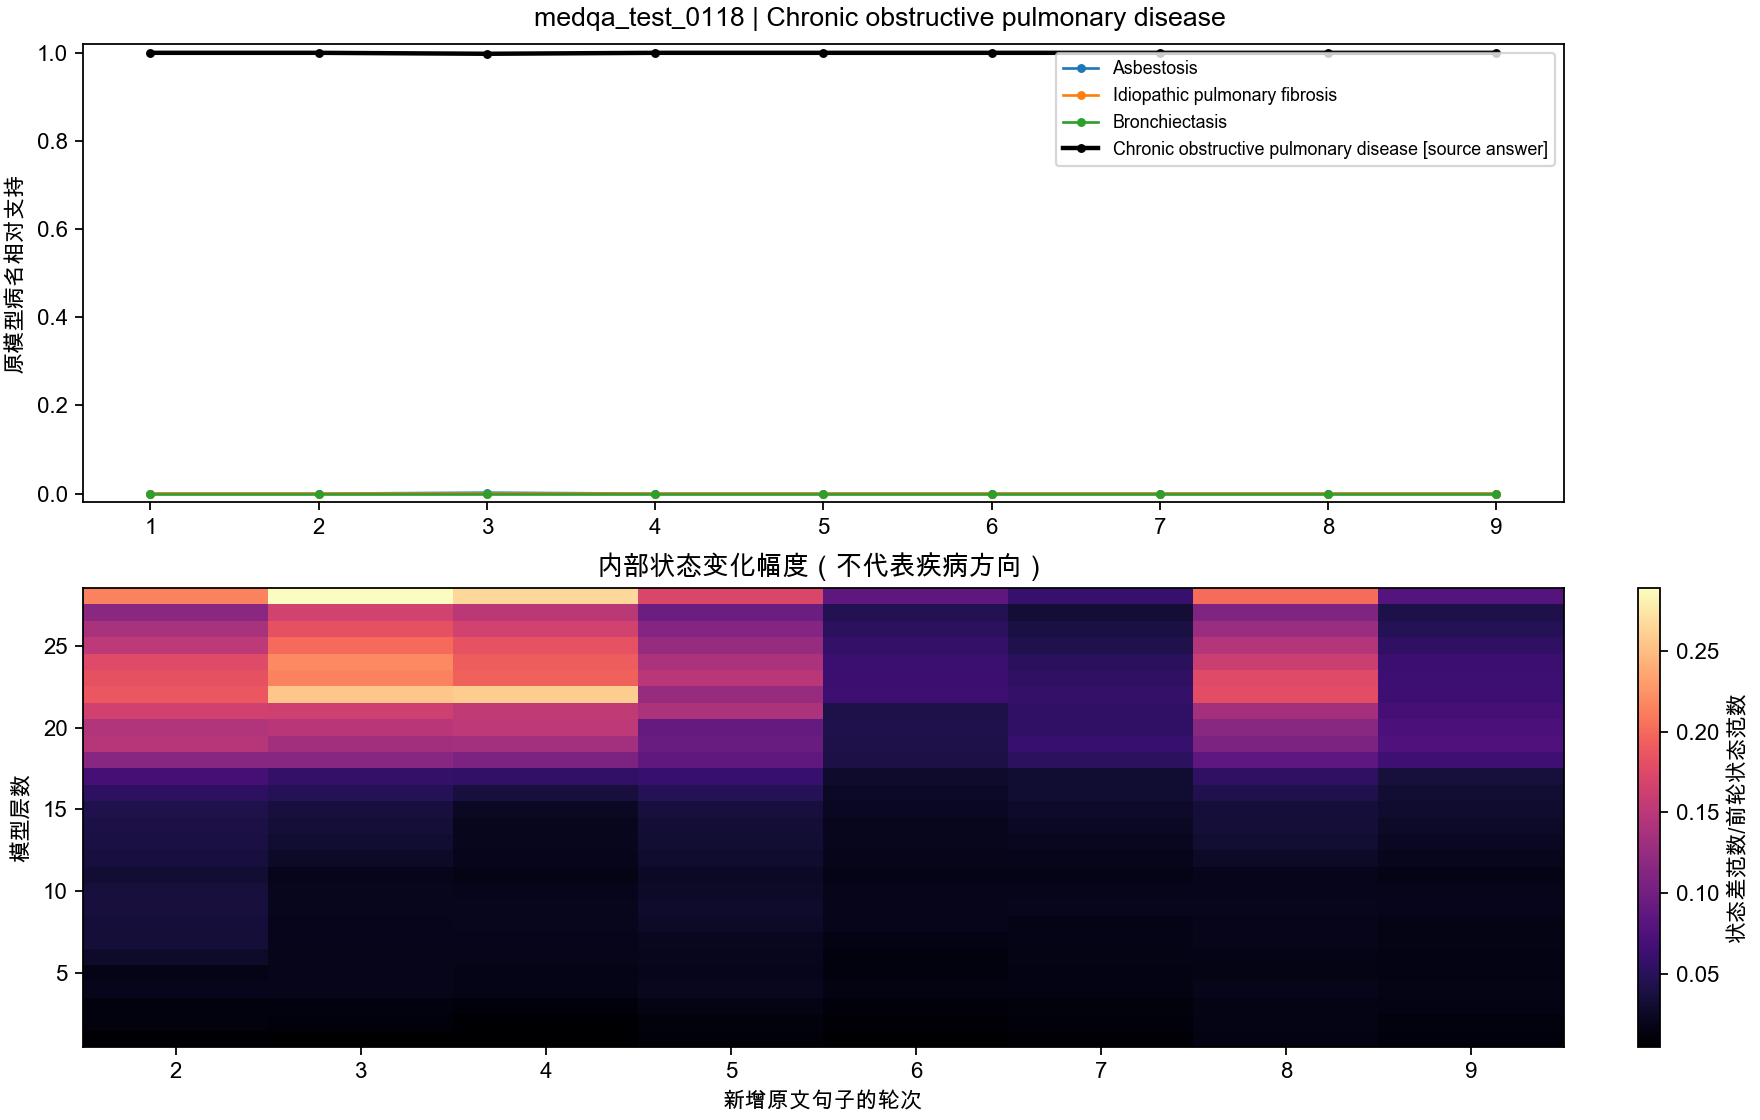 medqa_test_0118 | Chronic obstructive pulmonary disease
原模型病名相对支持
1.0
0.8
0.6
0.4
0.2
0.0
Asbestosis
Idiopathic pulmonary fibrosis
Bronchiectasis
Chronic obstructive pulmonary disease [source answer]
1 2 3 4 5 6 7 8 9
内部状态变化幅度（不代表疾病方向）
模型层数
25
20
15
10
5
2 3 4 5 6 7 8 9
新增原文句子的轮次
0.25
0.20
0.15
0.10
0.05
状态差范数/前轮状态范数